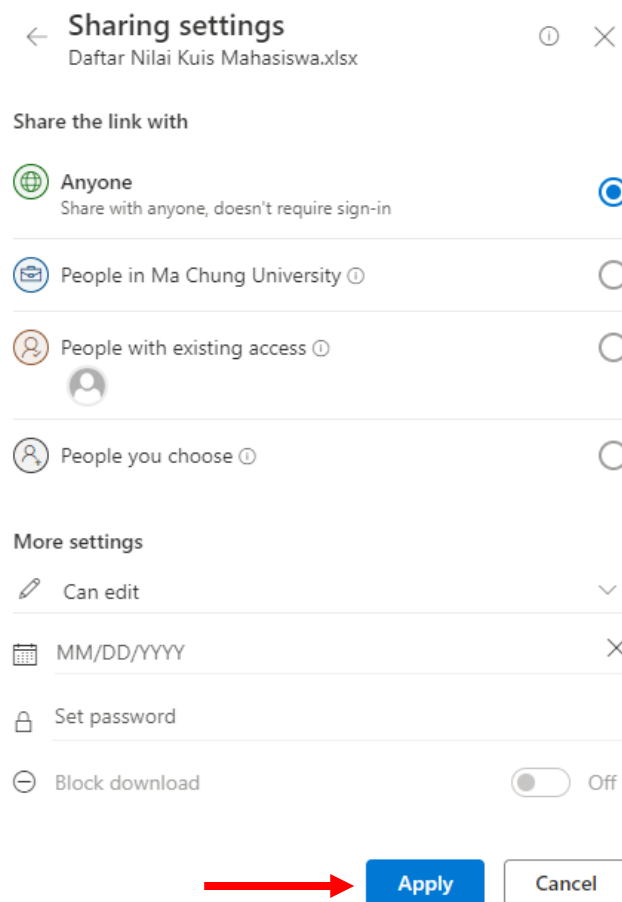 Sharing settings
Daftar Nilai Kuis Mahasiswa.xlsx
Share the link with
Anyone
Share with anyone, doesn't require sign-in
People in Ma Chung University
People with existing access
People you choose
More settings
Can edit
MM/DD/YYYY
Set password
Block download Off
Apply Cancel